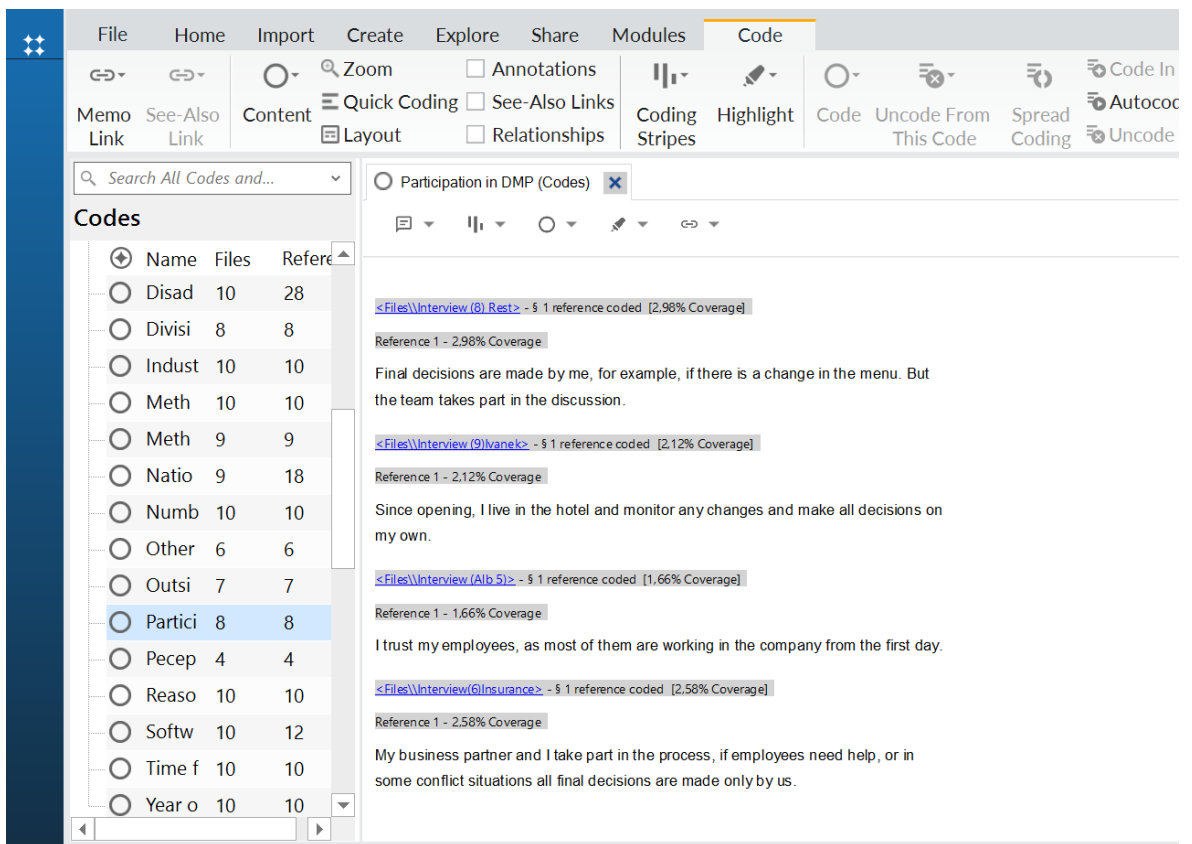 File Home Import Create Explore Share Modules Code
Zoom Annotations Code In
Quick Coding See-Also Links Autocod
Memo Link See-Also Link Content Coding Stripes Highlight Code Uncode From This Code Spread Coding
Layout Relationships Uncode
Search All Codes and...
Participation in DMP (Codes)
Codes
Name Files Refere
Disad 10 28
Divisi 8 8
Indust 10 10
Meth 10 10
Meth 9 9
Natio 9 18
Numb 10 10
Other 6 6
Outsi 7 7
Partici 8 8
Pecep 4 4
Reaso 10 10
Softw 10 12
Time f 10 10
Year o 10 10
<Files\\Interview (8) Rest> - § 1 reference coded [2,98% Coverage]
Reference 1 - 2,98% Coverage
Final decisions are made by me, for example, if there is a change in the menu. But
the team takes part in the discussion.
<Files\\Interview (9)Ivanek> - § 1 reference coded [2,12% Coverage]
Reference 1 - 2,12% Coverage
Since opening, I live in the hotel and monitor any changes and make all decisions on
my own.
<Files\\Interview (Alb 5)> - § 1 reference coded [1,66% Coverage]
Reference 1 - 1,66% Coverage
I trust my employees, as most of them are working in the company from the first day.
<Files\\Interview(6)Insurance> - § 1 reference coded [2,58% Coverage]
Reference 1 - 2,58% Coverage
My business partner and I take part in the process, if employees need help, or in
some conflict situations all final decisions are made only by us.